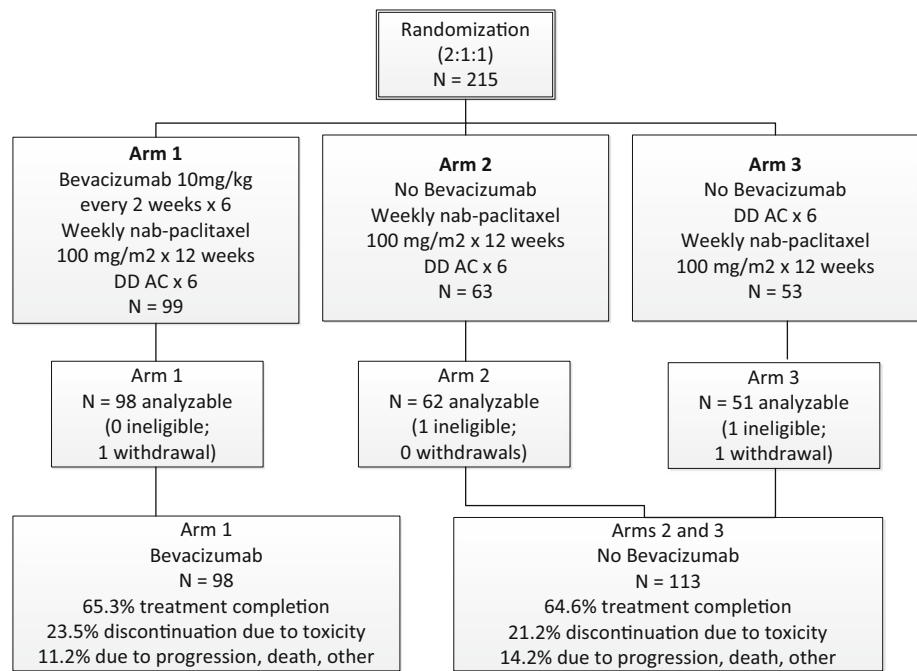 Randomization
(2:1:1)
N = 215
Arm 1
Bevacizumab 10mg/kg
every 2 weeks x 6
Weekly nab-paclitaxel
100 mg/m2 x 12 weeks
DD AC x 6
N = 99
Arm 2
No Bevacizumab
Weekly nab-paclitaxel
100 mg/m2 x 12 weeks
DD AC x 6
N = 63
Arm 3
No Bevacizumab
DD AC x 6
Weekly nab-paclitaxel
100 mg/m2 x 12 weeks
N = 53
Arm 1
N = 98 analyzable
(0 ineligible;
1 withdrawal)
Arm 2
N = 62 analyzable
(1 ineligible;
0 withdrawals)
Arm 3
N = 51 analyzable
(1 ineligible;
1 withdrawal)
Arm 1
Bevacizumab
N = 98
65.3% treatment completion
23.5% discontinuation due to toxicity
11.2% due to progression, death, other
Arms 2 and 3
No Bevacizumab
N = 113
64.6% treatment completion
21.2% discontinuation due to toxicity
14.2% due to progression, death, other